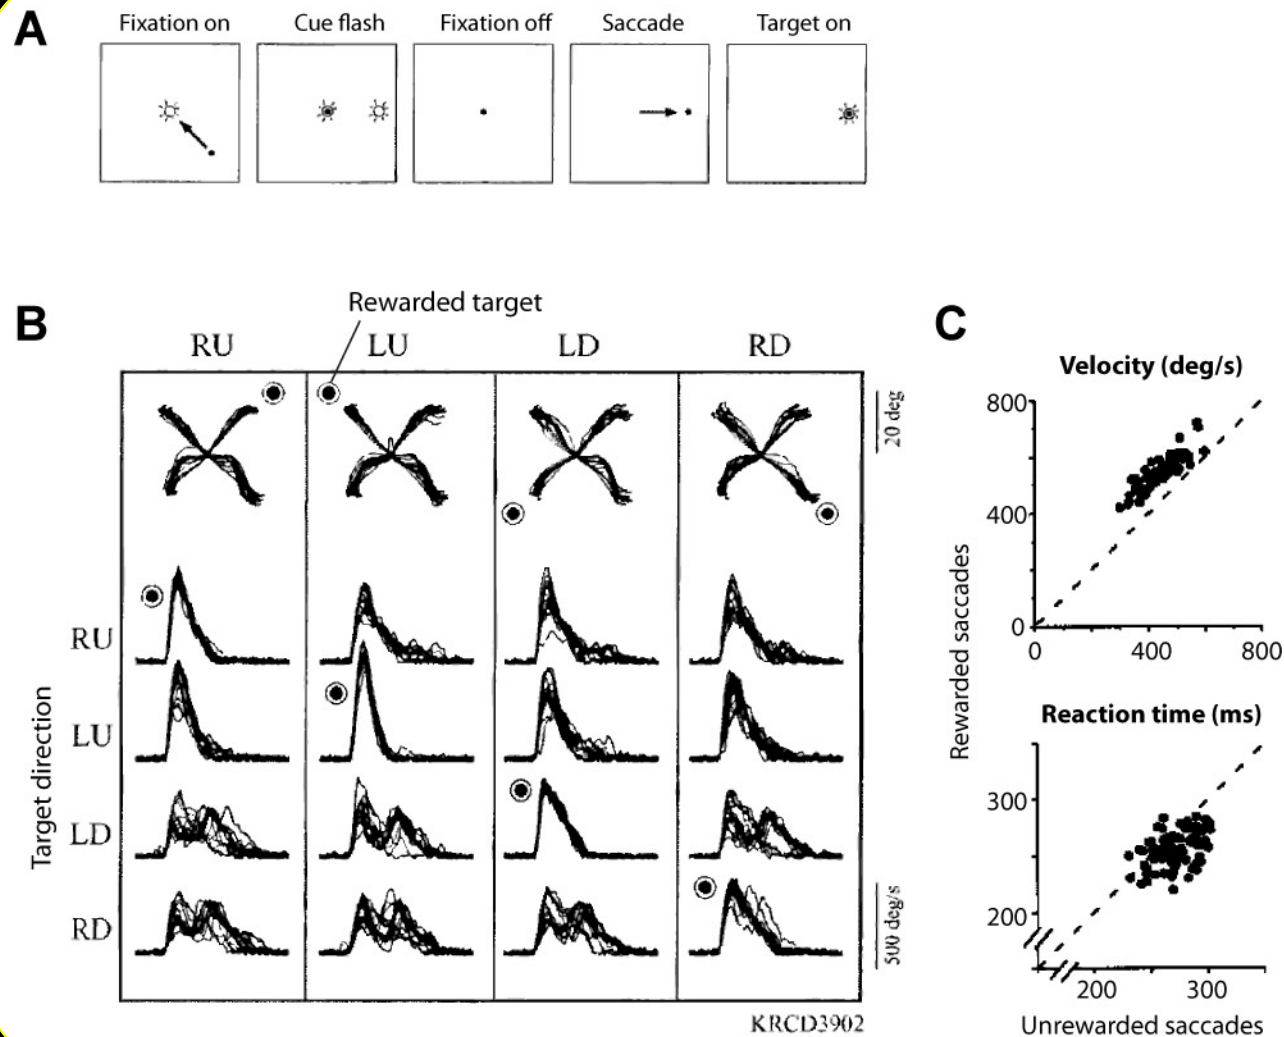 A
Fixation on Cue flash Fixation off Saccade Target on
B
Rewarded target
RU LU LD RD
20 deg
Target direction
RU
LU
LD
RD
500 deg/s
KRCD3902
C
Velocity (deg/s)
800
400
0
0 400 800
Rewarded saccades
Reaction time (ms)
300
200
200 300
Unrewarded saccades